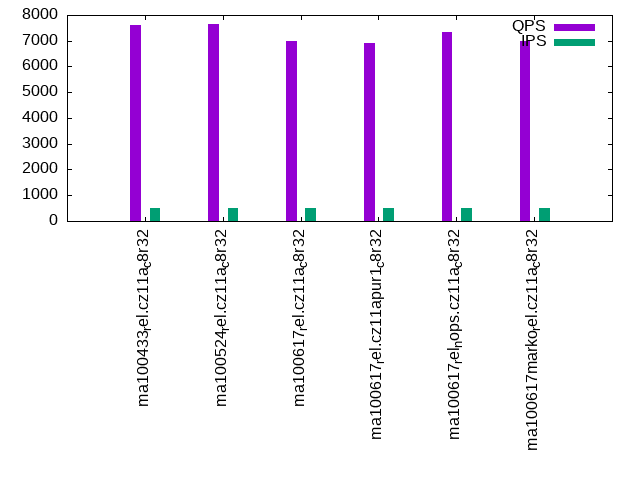 8000
7000
6000
5000
4000
3000
2000
1000
0
QPS
IPS
ma100433rel.cz11ac8r32
ma100524rel.cz11ac8r32
ma100617rel.cz11ac8r32
ma100617rel.cz11apur1c8r32
ma100617relnops.cz11ac8r32
ma100617markorel.cz11ac8r32